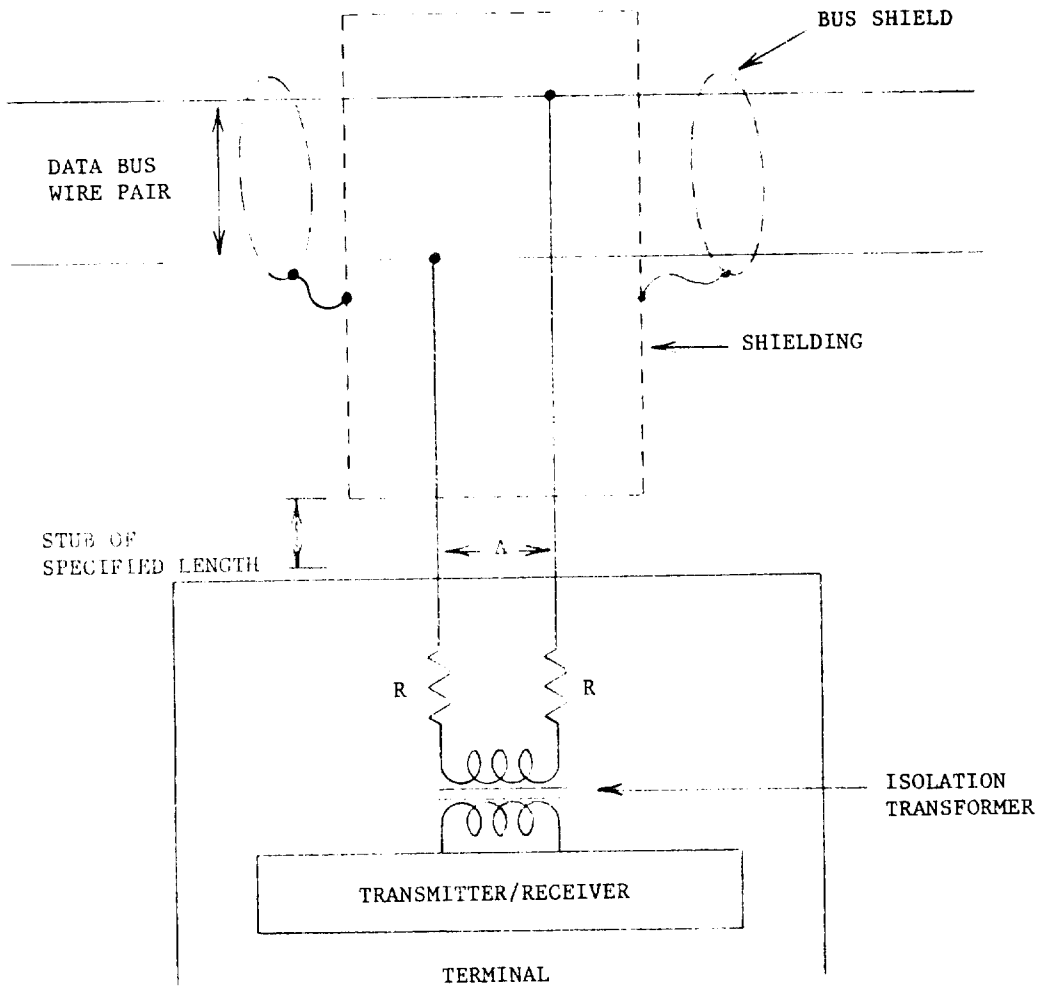 BUS SHIELD
DATA BUS
WIRE PAIR
SHIELDING
STUB OF
SPECIFIED LENGTH
A
R
R
ISOLATION
TRANSFORMER
TRANSMITTER/RECEIVER
TERMINAL